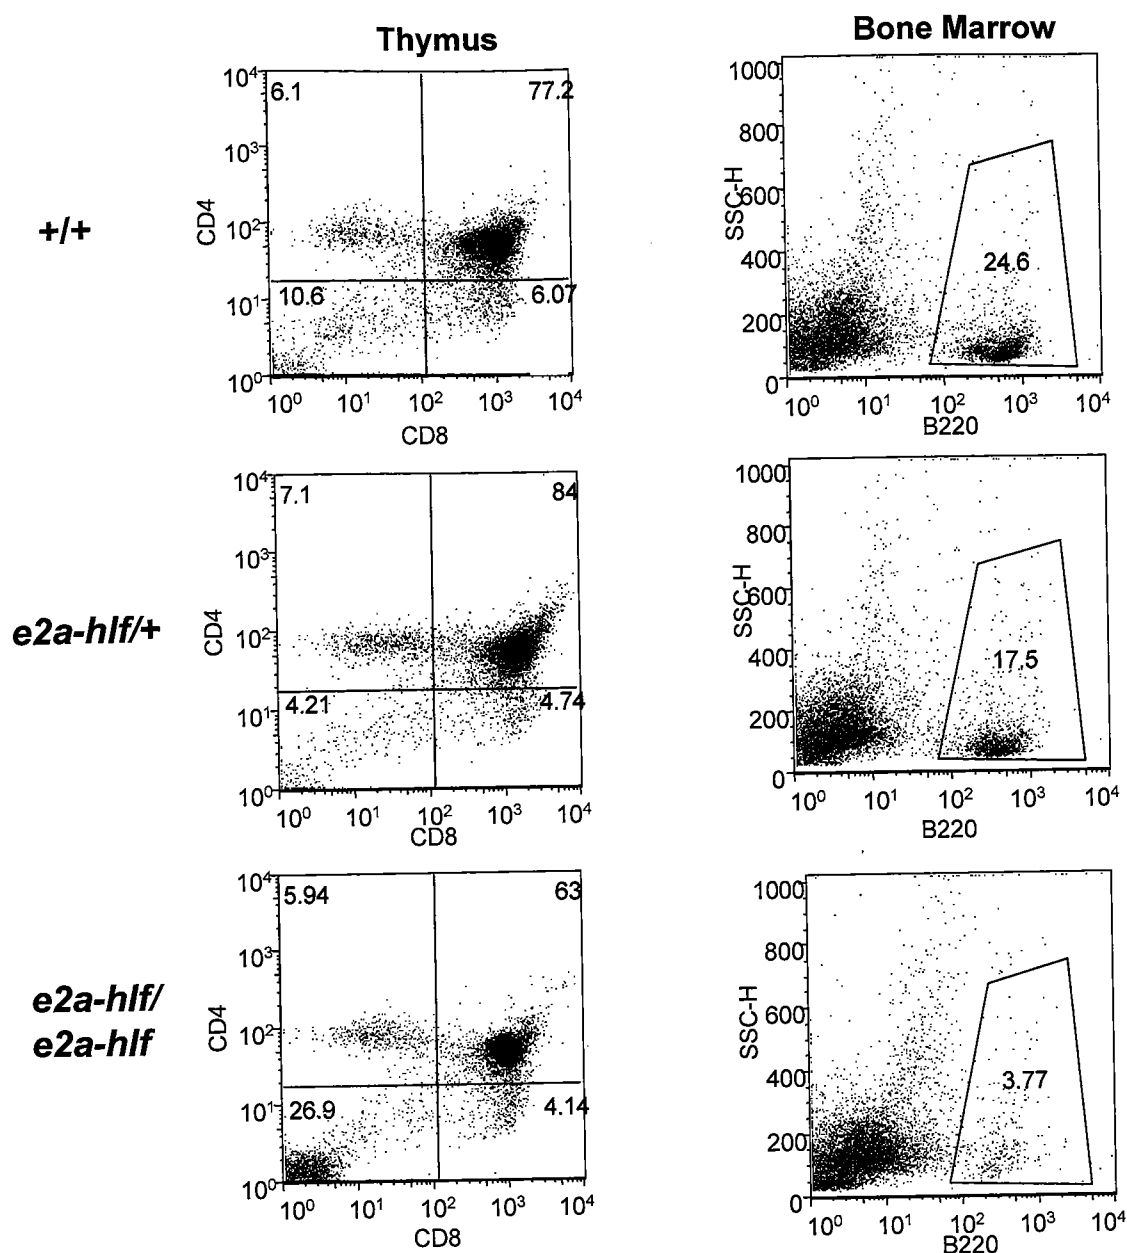 Thymus
Bone Marrow
+/+
10⁴
10³
10²
10¹
10⁰
CD4
6.1
77.2
10.6
6.07
10⁰ 10¹ 10² 10³ 10⁴
CD8
1000
800
600
400
200
0
SSC-H
24.6
10⁰ 10¹ 10² 10³ 10⁴
B220
e2a-hlf/+
10⁴
10³
10²
10¹
10⁰
CD4
7.1
84
4.21
4.74
10⁰ 10¹ 10² 10³ 10⁴
CD8
1000
800
600
400
200
0
SSC-H
17.5
10⁰ 10¹ 10² 10³ 10⁴
B220
e2a-hlf/
e2a-hlf
10⁴
10³
10²
10¹
10⁰
CD4
5.94
63
26.9
4.14
10⁰ 10¹ 10² 10³ 10⁴
CD8
1000
800
600
400
200
0
SSC-H
3.77
10⁰ 10¹ 10² 10³ 10⁴
B220